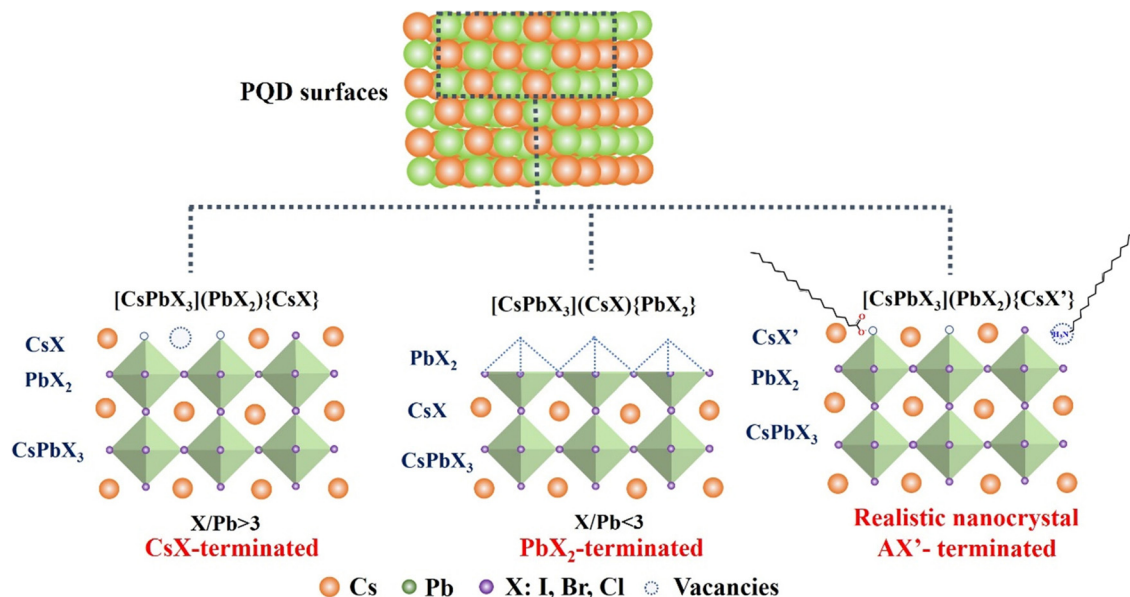 PQD surfaces
[CsPbX₃](PbX₂){CsX}
CsX
PbX₂
CsPbX₃
X/Pb>3
CsX-terminated
[CsPbX₃](CsX){PbX₂}
PbX₂
CsX
CsPbX₃
X/Pb<3
PbX₂-terminated
[CsPbX₃](PbX₂){CsX’}
O
O⁻
H₃N⁺
CsX’
PbX₂
CsPbX₃
Realistic nanocrystal
AX’- terminated
Cs Pb X: I, Br, Cl Vacancies